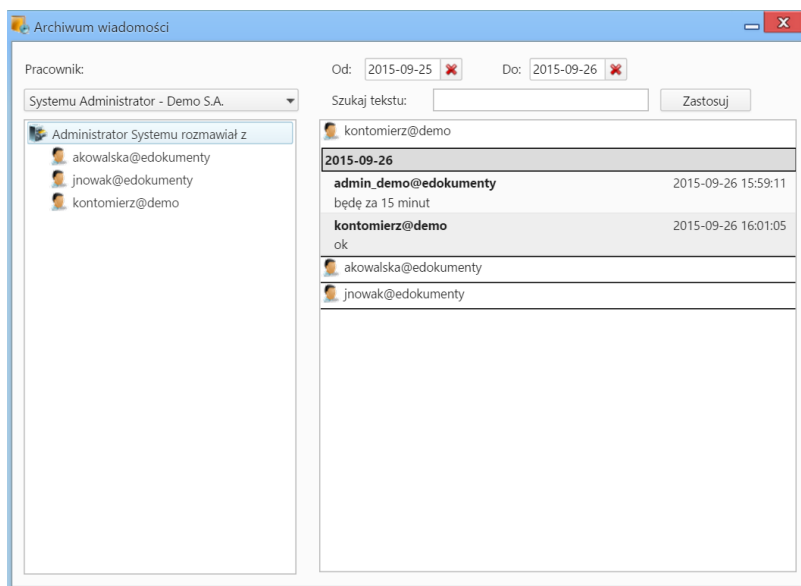 Archiwum wiadomości
Pracownik:
Systemu Administrator - Demo S.A.
Administrator Systemu rozmawiał z
akowalska@edokumenty
jnowak@edokumenty
kontomierz@demo
Od: 2015-09-25 Do: 2015-09-26
Szukaj tekstu: Zastosuj
kontomierz@demo
2015-09-26
admin_demo@edokumenty 2015-09-26 15:59:11
będę za 15 minut
kontomierz@demo 2015-09-26 16:01:05
ok
akowalska@edokumenty
jnowak@edokumenty